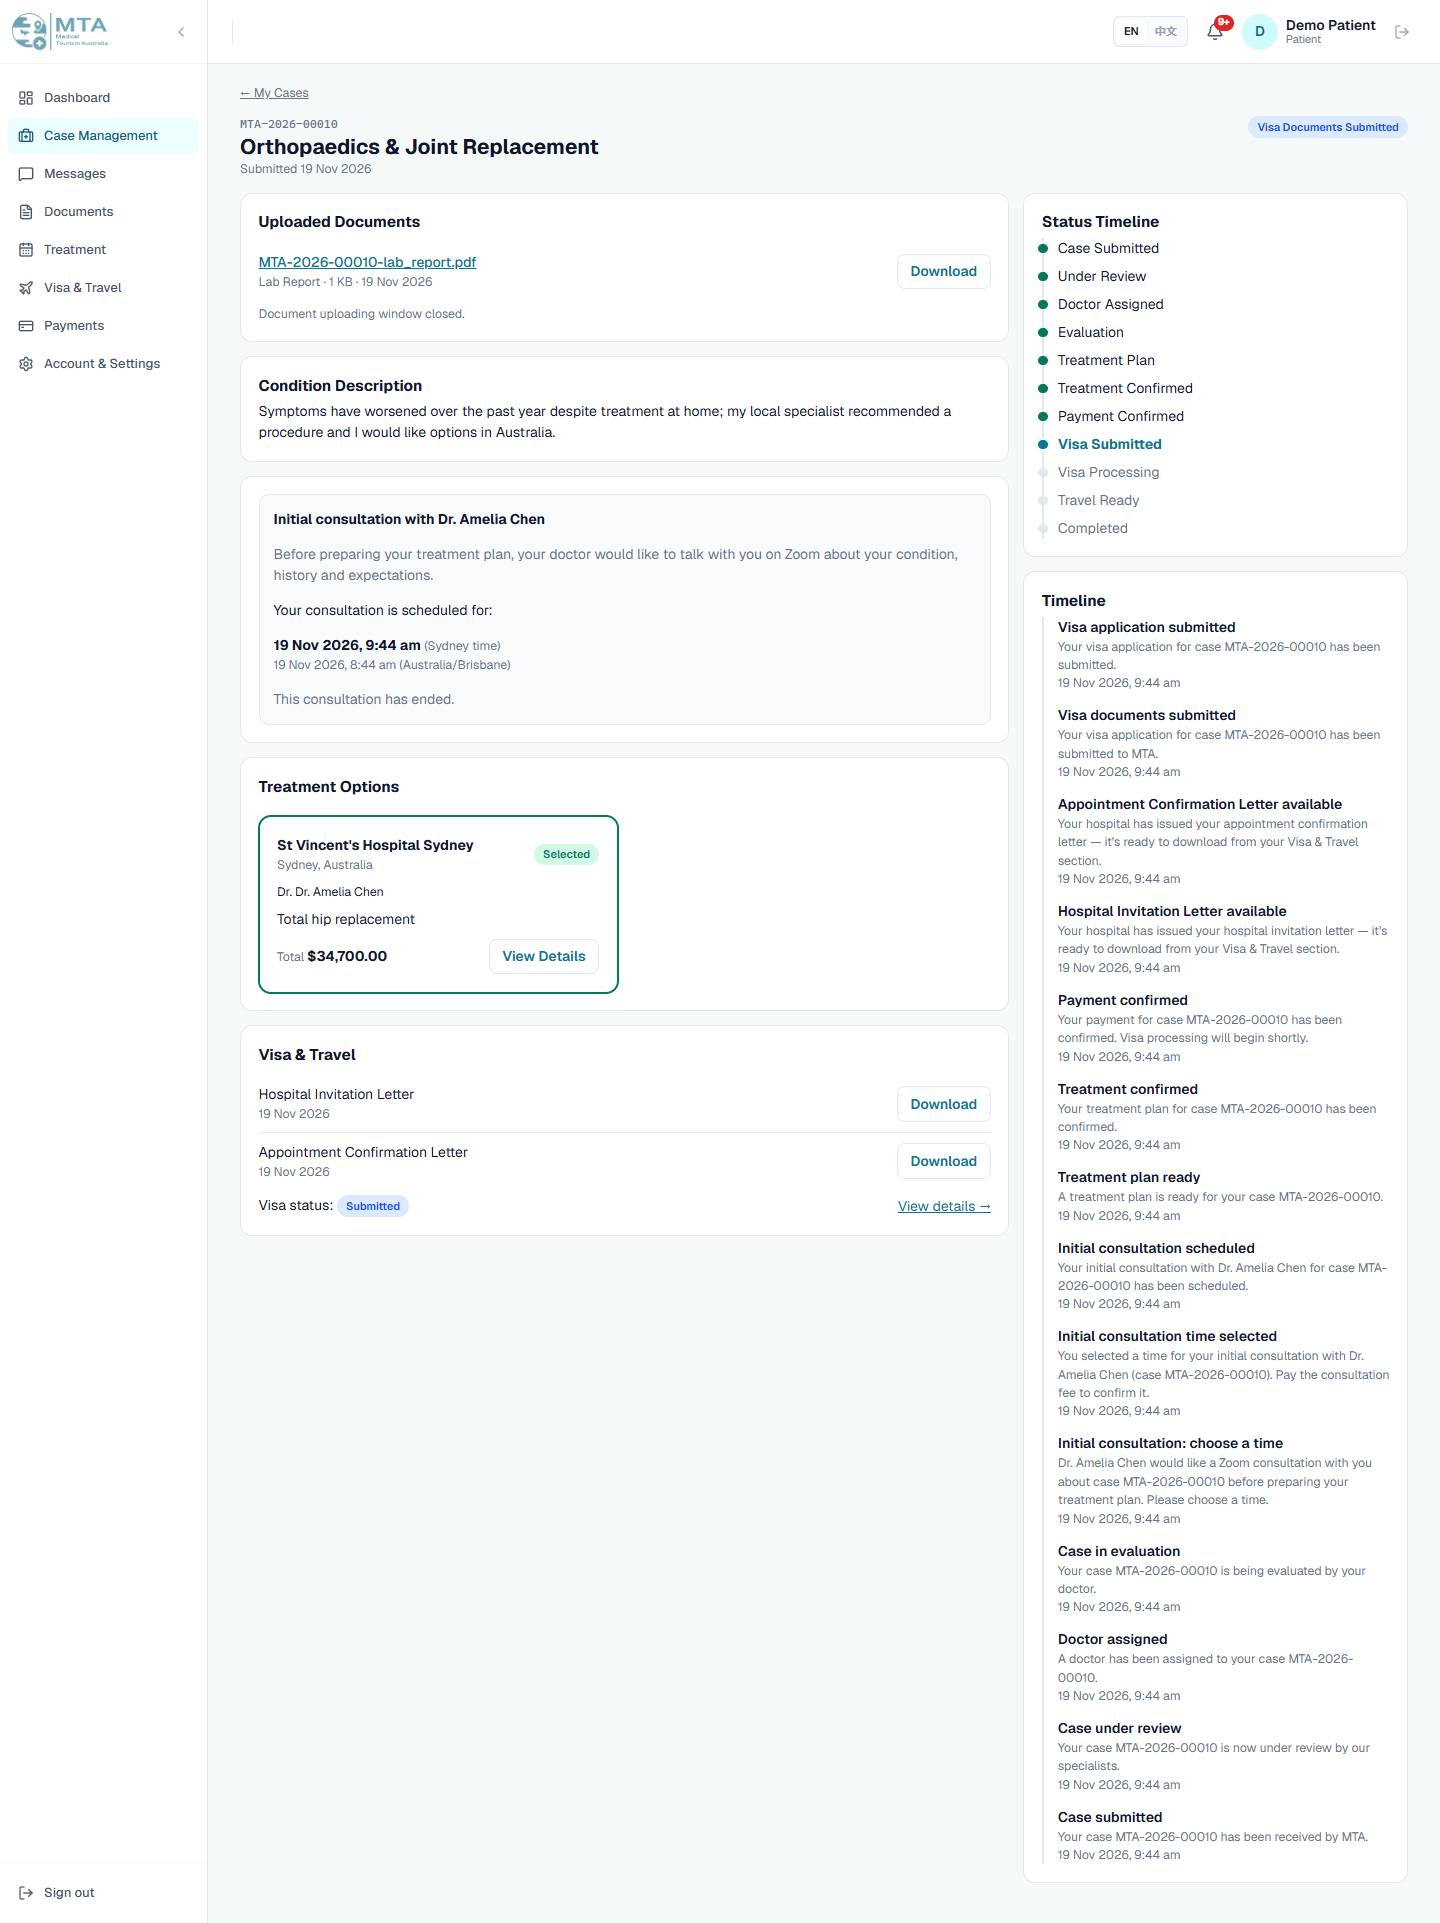 MTA
Medical
Tourism Australia
Dashboard
Case Management
Messages
Documents
Treatment
Visa & Travel
Payments
Account & Settings
Sign out
EN
中文
9+
D
Demo Patient
Patient
← My Cases
MTA-2026-00010
Orthopaedics & Joint Replacement
Submitted 19 Nov 2026
Visa Documents Submitted
Uploaded Documents
MTA-2026-00010-lab_report.pdf
Lab Report · 1 KB · 19 Nov 2026
Download
Document uploading window closed.
Condition Description
Symptoms have worsened over the past year despite treatment at home; my local specialist recommended a
procedure and I would like options in Australia.
Initial consultation with Dr. Amelia Chen
Before preparing your treatment plan, your doctor would like to talk with you on Zoom about your condition,
history and expectations.
Your consultation is scheduled for:
19 Nov 2026, 9:44 am (Sydney time)
19 Nov 2026, 8:44 am (Australia/Brisbane)
This consultation has ended.
Treatment Options
St Vincent's Hospital Sydney
Sydney, Australia
Selected
Dr. Dr. Amelia Chen
Total hip replacement
Total $34,700.00
View Details
Visa & Travel
Hospital Invitation Letter
19 Nov 2026
Download
Appointment Confirmation Letter
19 Nov 2026
Download
Visa status: Submitted
View details →
Status Timeline
Case Submitted
Under Review
Doctor Assigned
Evaluation
Treatment Plan
Treatment Confirmed
Payment Confirmed
Visa Submitted
Visa Processing
Travel Ready
Completed
Timeline
Visa application submitted
Your visa application for case MTA-2026-00010 has been
submitted.
19 Nov 2026, 9:44 am
Visa documents submitted
Your visa application for case MTA-2026-00010 has been
submitted to MTA.
19 Nov 2026, 9:44 am
Appointment Confirmation Letter available
Your hospital has issued your appointment confirmation
letter — it's ready to download from your Visa & Travel
section.
19 Nov 2026, 9:44 am
Hospital Invitation Letter available
Your hospital has issued your hospital invitation letter — it's
ready to download from your Visa & Travel section.
19 Nov 2026, 9:44 am
Payment confirmed
Your payment for case MTA-2026-00010 has been
confirmed. Visa processing will begin shortly.
19 Nov 2026, 9:44 am
Treatment confirmed
Your treatment plan for case MTA-2026-00010 has been
confirmed.
19 Nov 2026, 9:44 am
Treatment plan ready
A treatment plan is ready for your case MTA-2026-00010.
19 Nov 2026, 9:44 am
Initial consultation scheduled
Your initial consultation with Dr. Amelia Chen for case MTA-
2026-00010 has been scheduled.
19 Nov 2026, 9:44 am
Initial consultation time selected
You selected a time for your initial consultation with Dr.
Amelia Chen (case MTA-2026-00010). Pay the consultation
fee to confirm it.
19 Nov 2026, 9:44 am
Initial consultation: choose a time
Dr. Amelia Chen would like a Zoom consultation with you
about case MTA-2026-00010 before preparing your
treatment plan. Please choose a time.
19 Nov 2026, 9:44 am
Case in evaluation
Your case MTA-2026-00010 is being evaluated by your
doctor.
19 Nov 2026, 9:44 am
Doctor assigned
A doctor has been assigned to your case MTA-2026-
00010.
19 Nov 2026, 9:44 am
Case under review
Your case MTA-2026-00010 is now under review by our
specialists.
19 Nov 2026, 9:44 am
Case submitted
Your case MTA-2026-00010 has been received by MTA.
19 Nov 2026, 9:44 am